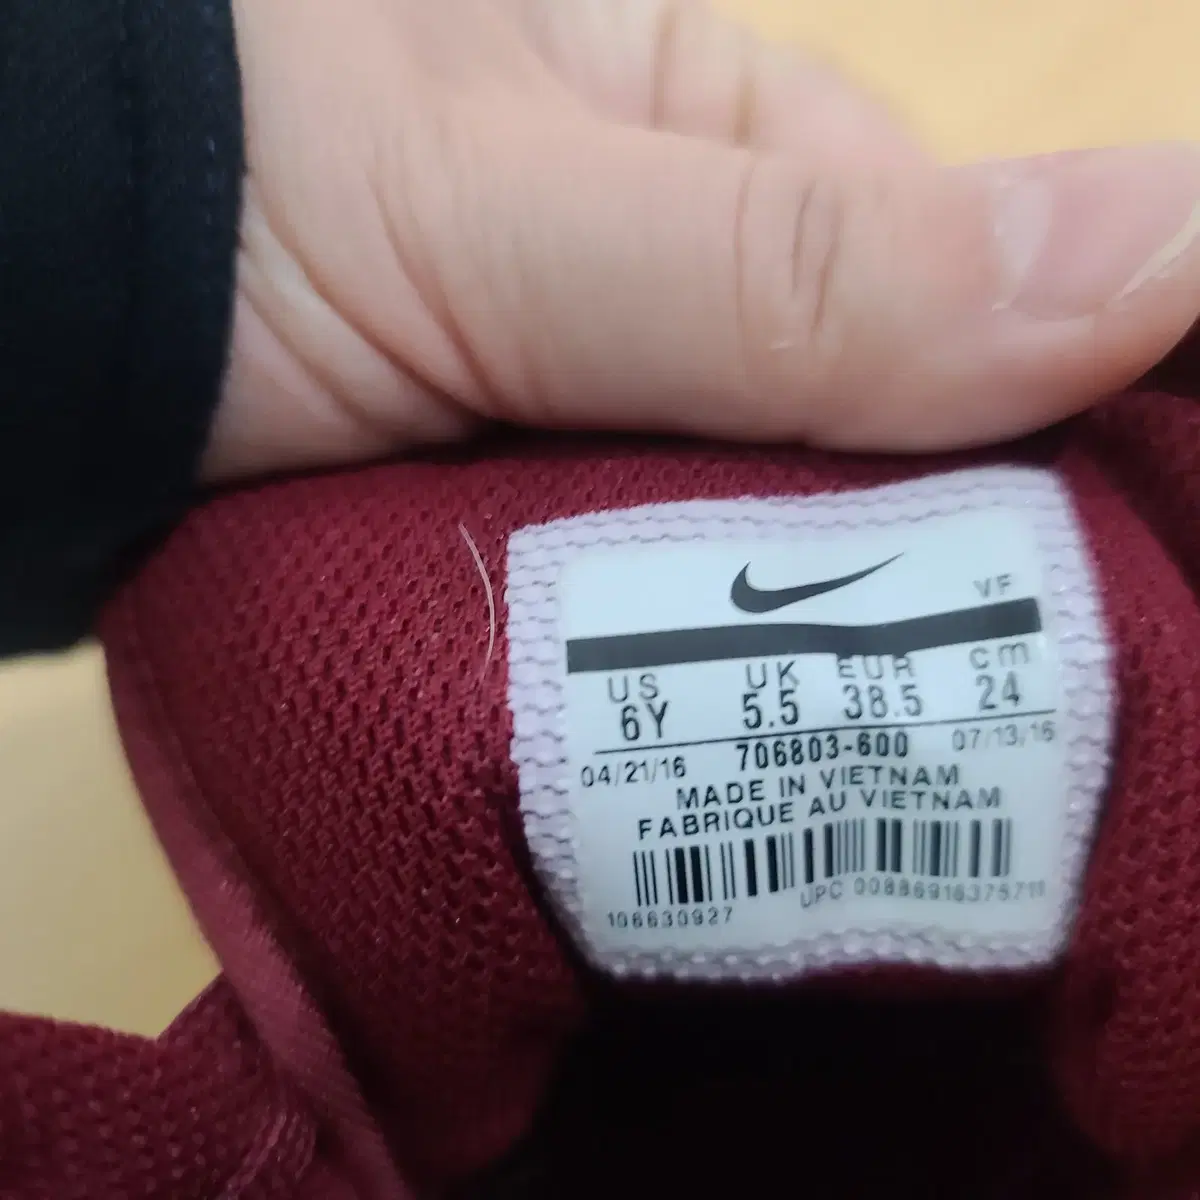 VF
US UK EUR cm
6Y 5.5 38.5 24
04/21/16 706803-600 07/13/16
MADE IN VIETNAM
FABRIQUE AU VIETNAM
106630927 UPC